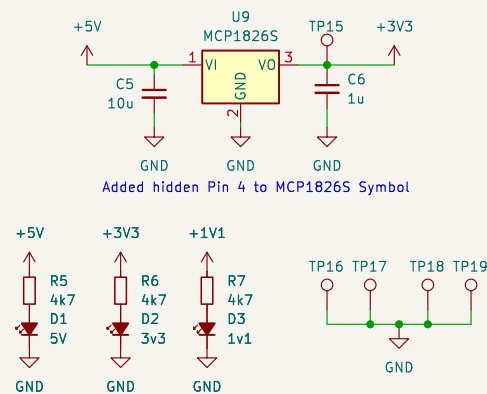 U9
MCP1826S
+5V
TP15
+3V3
1
VI
VO
3
GND
2
C5
10u
C6
1u
GND
GND
GND
Added hidden Pin 4 to MCP1826S Symbol
+5V
+3V3
+1V1
R5
4k7
R6
4k7
R7
4k7
D1
5V
D2
3v3
D3
1v1
GND
GND
GND
TP16
TP17
TP18
TP19
GND